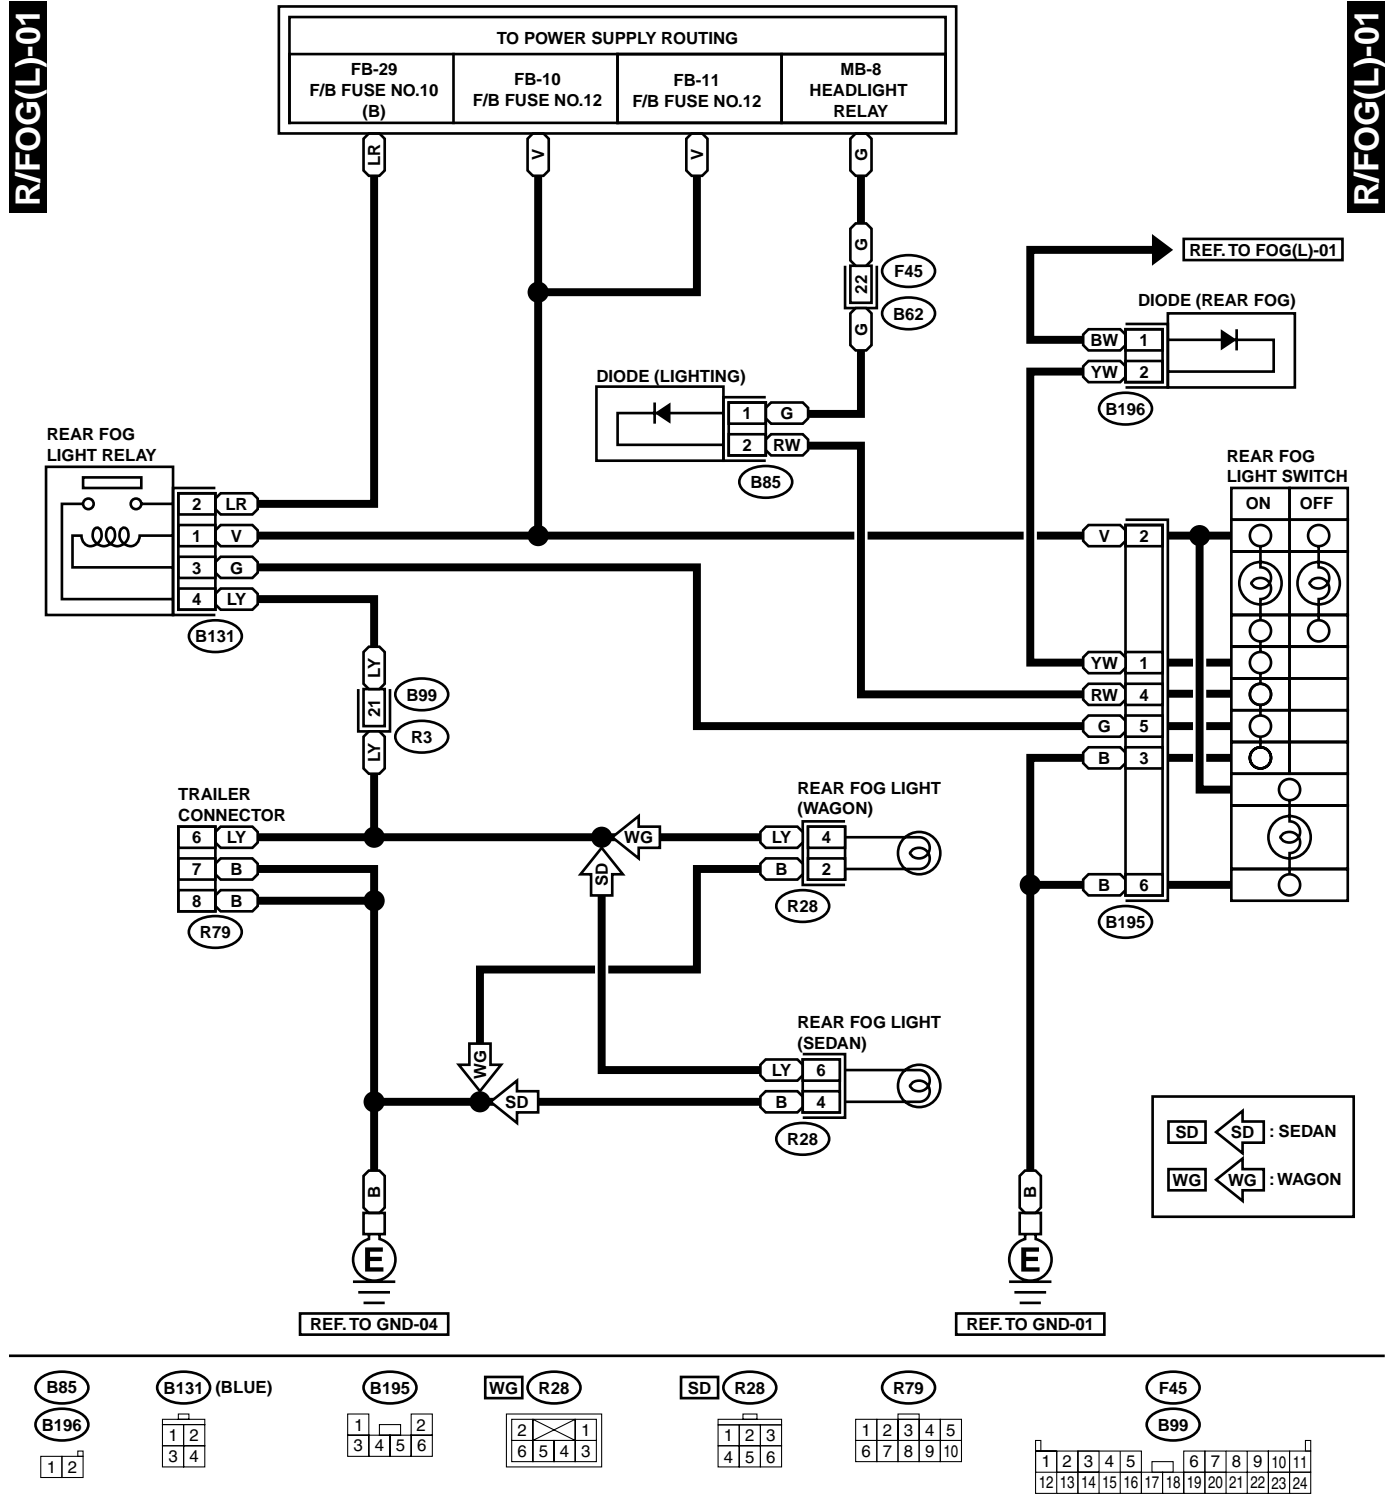 R/FOG(L)-01
R/FOG(L)-01
TO POWER SUPPLY ROUTING
FB-29
F/B FUSE NO.10
(B)
FB-10
F/B FUSE NO.12
FB-11
F/B FUSE NO.12
MB-8
HEADLIGHT
RELAY
LR
V
V
G
G
22
F45
B62
G
REF. TO FOG(L)-01
DIODE (REAR FOG)
BW 1
YW 2
B196
DIODE (LIGHTING)
1 G
2 RW
B85
REAR FOG
LIGHT RELAY
2 LR
1 V
3 G
4 LY
B131
REAR FOG
LIGHT SWITCH
ON OFF
V 2
YW 1
RW 4
G 5
B 3
B 6
B195
LY
21
B99
R3
LY
TRAILER
CONNECTOR
6 LY
7 B
8 B
R79
WG
SD
REAR FOG LIGHT
(WAGON)
LY 4
B 2
R28
REAR FOG LIGHT
(SEDAN)
LY 6
B 4
R28
WG
SD
SD SD : SEDAN
WG WG : WAGON
B
E
REF. TO GND-04
B
E
REF. TO GND-01
B85
B196
1 2
B131 (BLUE)
1 2
3 4
B195
1 2
3 4 5 6
WG R28
2 1
6 5 4 3
SD R28
1 2 3
4 5 6
R79
1 2 3 4 5
6 7 8 9 10
F45
B99
1 2 3 4 5 6 7 8 9 10 11
12 13 14 15 16 17 18 19 20 21 22 23 24